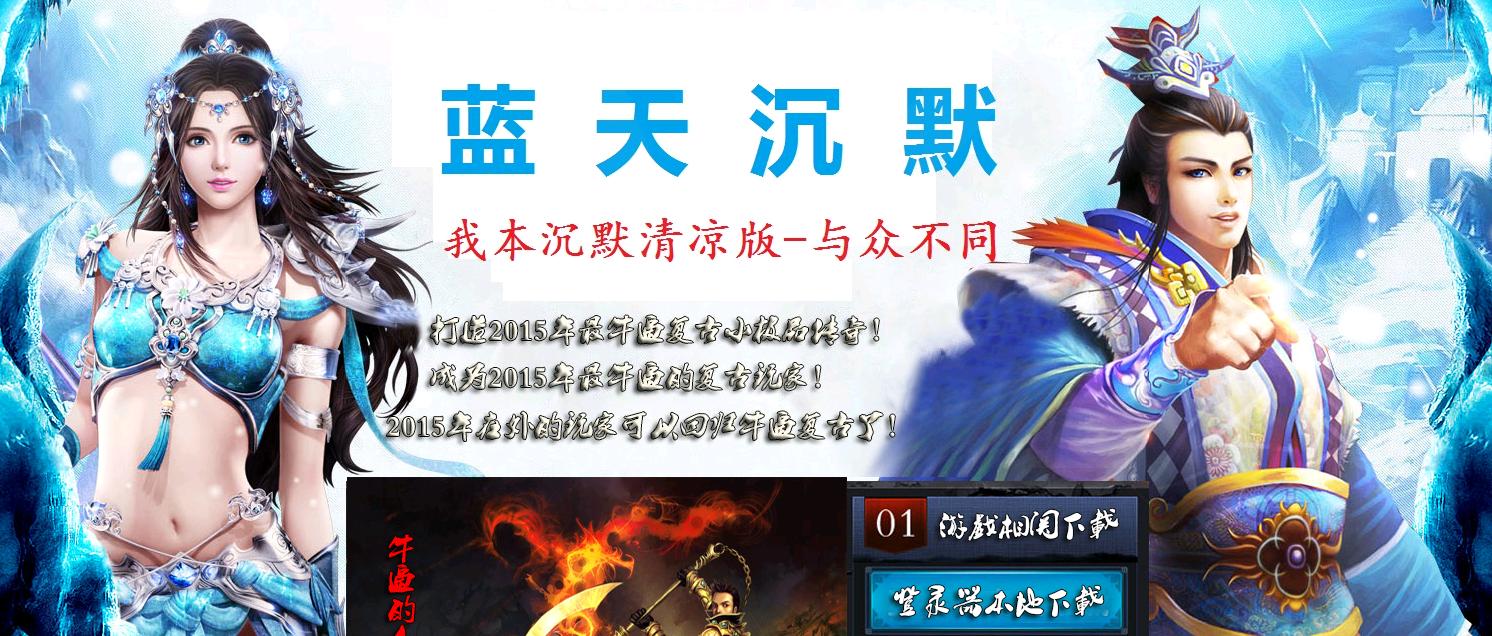 蓝天沉默
我本沉默清凉版-与众不同
打造2015年最牛逼复古小极品传奇!
成为2015年最牛逼的复古玩家!
2015年在外的玩家可以回归牛逼复古了!
01 游戲相関下載
登录器本地下載
牛逼的